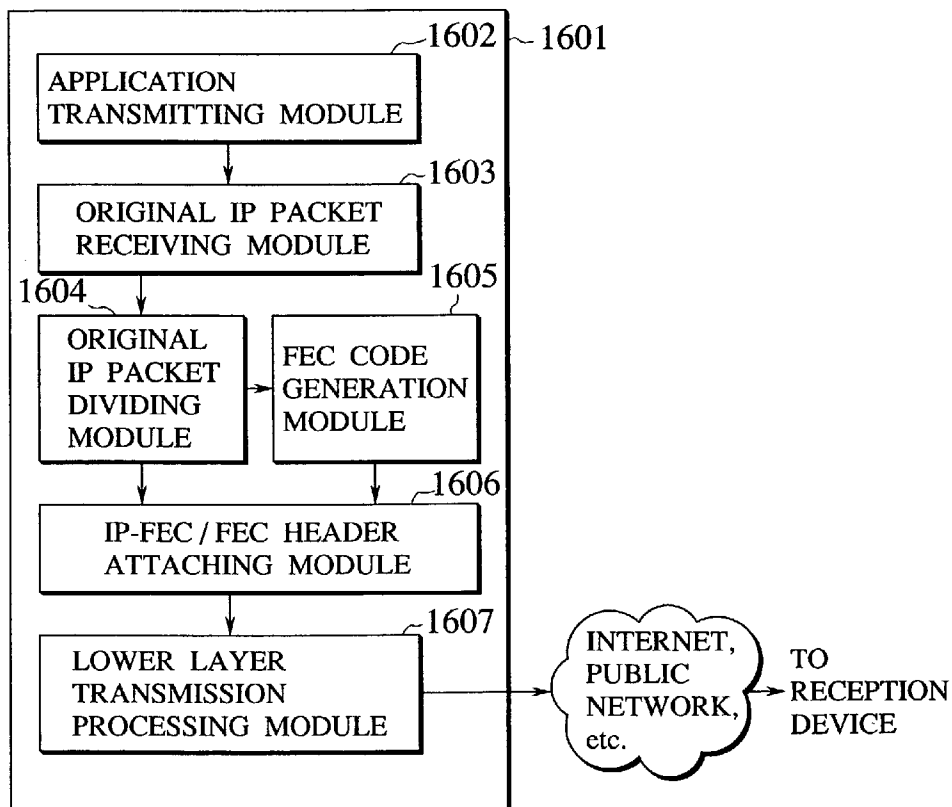 1602
1601
APPLICATION
TRANSMITTING MODULE
1603
ORIGINAL IP PACKET
RECEIVING MODULE
1604
1605
ORIGINAL
IP PACKET
DIVIDING
MODULE
FEC CODE
GENERATION
MODULE
1606
IP-FEC / FEC HEADER
ATTACHING MODULE
1607
LOWER LAYER
TRANSMISSION
PROCESSING MODULE
INTERNET,
PUBLIC
NETWORK,
etc.
TO
RECEPTION
DEVICE